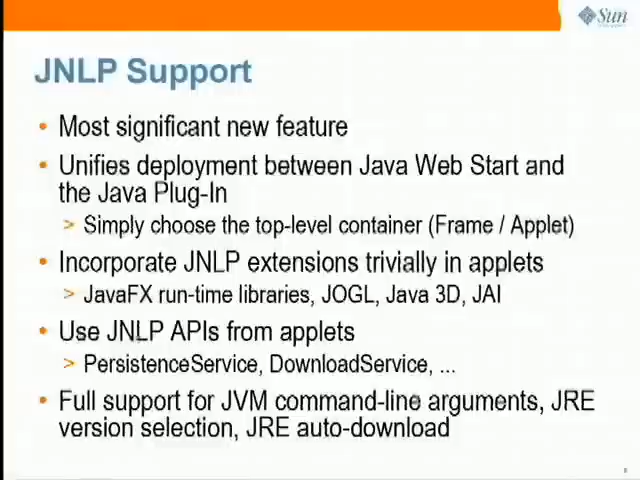 Sun
JNLP Support
• Most significant new feature
• Unifies deployment between Java Web Start and
the Java Plug-In
> Simply choose the top-level container (Frame / Applet)
• Incorporate JNLP extensions trivially in applets
> JavaFX run-time libraries, JOGL, Java 3D, JAI
• Use JNLP APIs from applets
> PersistenceService, DownloadService, ...
• Full support for JVM command-line arguments, JRE
version selection, JRE auto-download